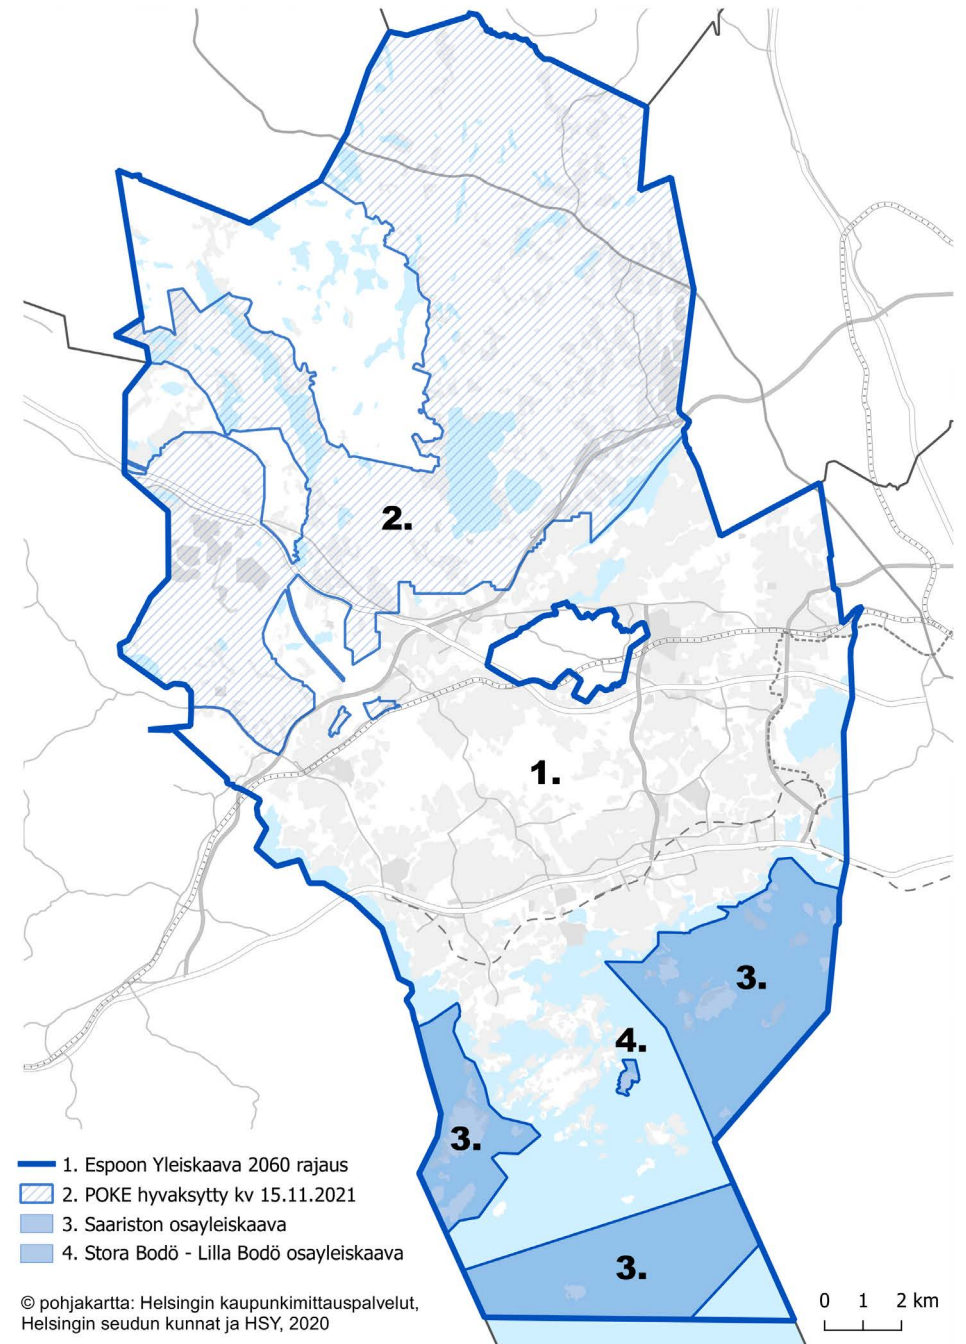 2.
1.
3.
4.
3.
3.
1. Espoon Yleiskaava 2060 rajaus
2. POKE hyvaksytty kv 15.11.2021
3. Saariston osayleiskaava
4. Stora Bodö - Lilla Bodö osayleiskaava
© pohjakartta: Helsingin kaupunkimittauspalvelut,
Helsingin seudun kunnat ja HSY, 2020
0 1 2 km